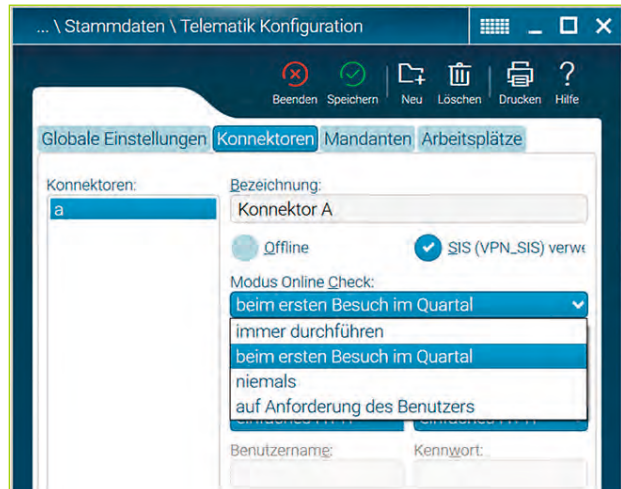 ... \ Stammdaten \ Telematik Konfiguration
Beenden Speichern Neu Löschen Drucken Hilfe
Globale Einstellungen Konnektoren Mandanten Arbeitsplätze
Konnektoren: Bezeichnung:
a Konnektor A
Offline SIS (VPN_SIS) verwe
Modus Online Check:
beim ersten Besuch im Quartal
immer durchführen
beim ersten Besuch im Quartal
niemals
auf Anforderung des Benutzers
Benutzername: Kennwort: